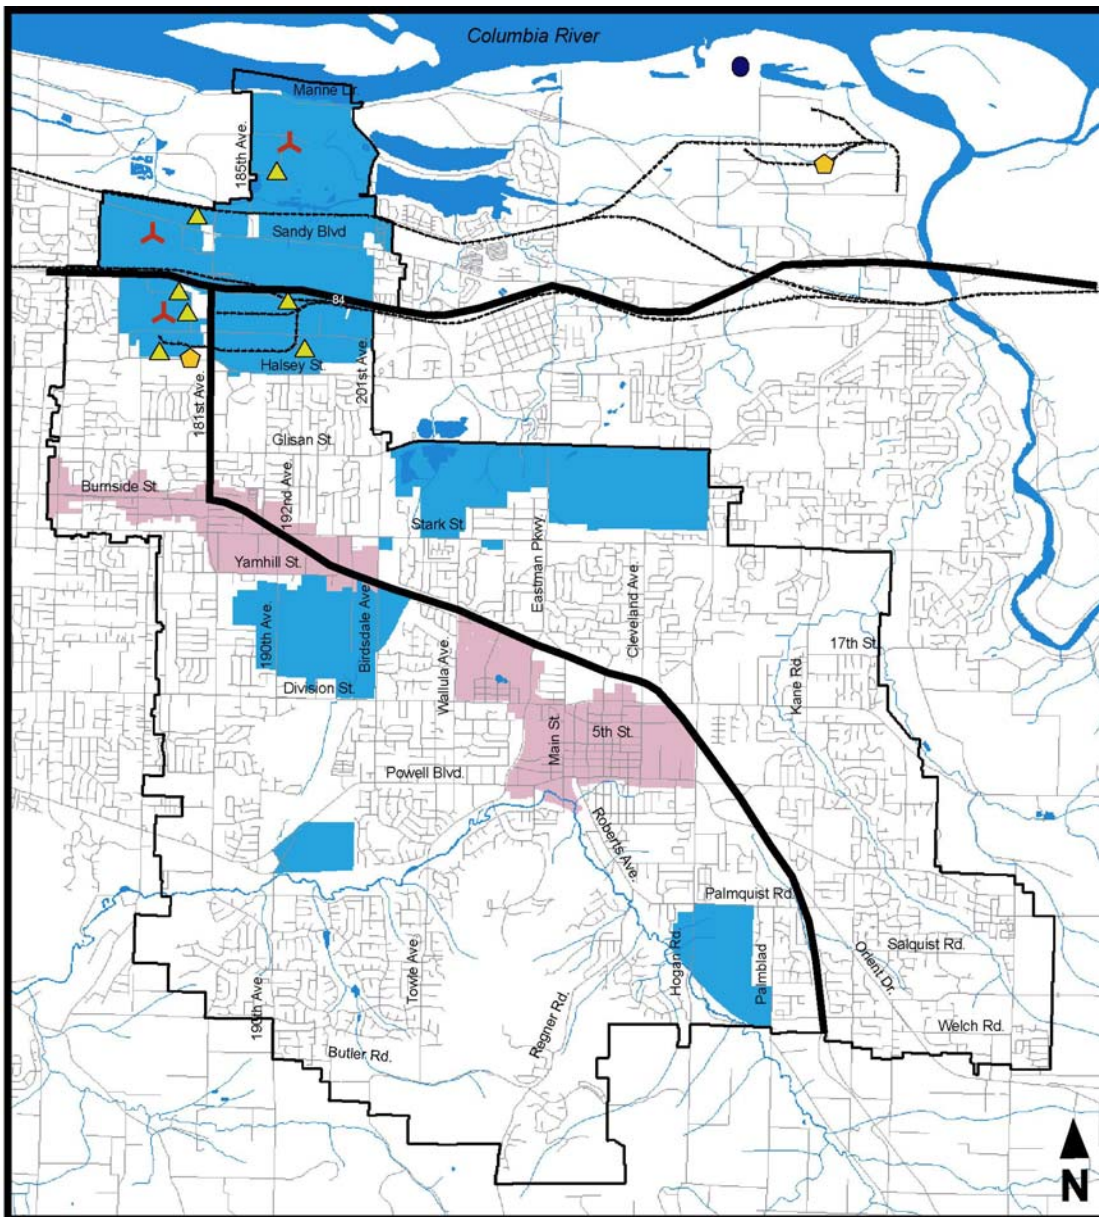 Columbia River
Marine Dr.
185th Ave.
Sandy Blvd
84
Halsey St.
201st Ave.
181st Ave.
Glisan St.
Burnside St.
192nd Ave.
Stark St.
Eastman Pkwy.
Yamhill St.
Cleveland Ave.
190th Ave.
Birdsdale Ave.
Wallula Ave.
17th St.
Kane Rd.
Division St.
Main St.
5th St.
Powell Blvd.
Roberts Ave.
Palmquist Rd.
Hogan Rd.
Palmblad
Orient Dr.
Salquist Rd.
Towle Ave.
190th Ave
Regner Rd.
Welch Rd.
Butler Rd.
N